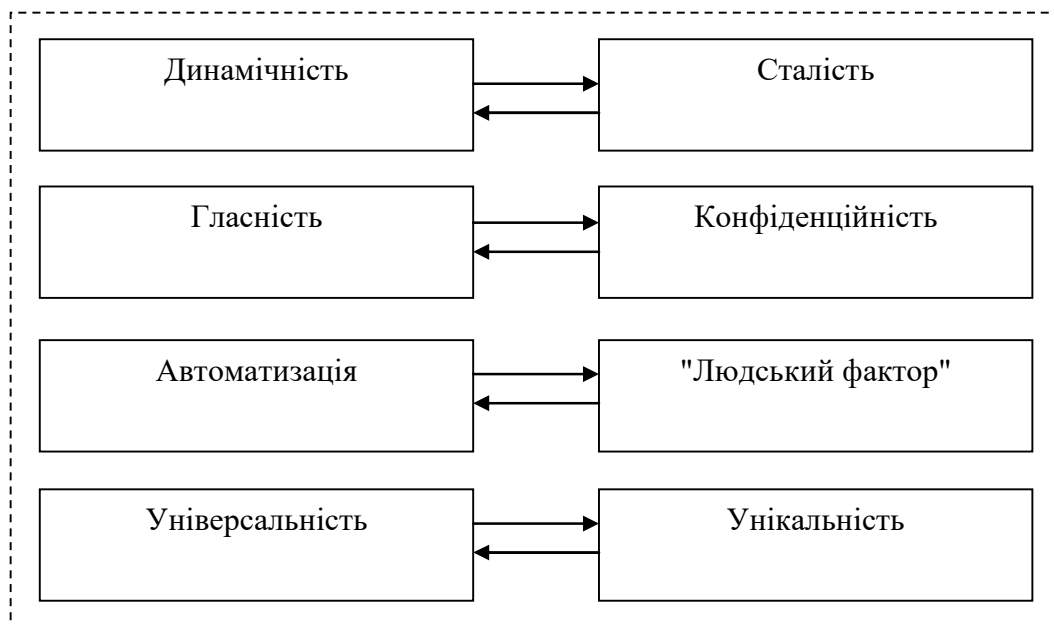 Динамічність
Сталість
Гласність
Конфіденційність
Автоматизація
"Людський фактор"
Універсальність
Унікальність